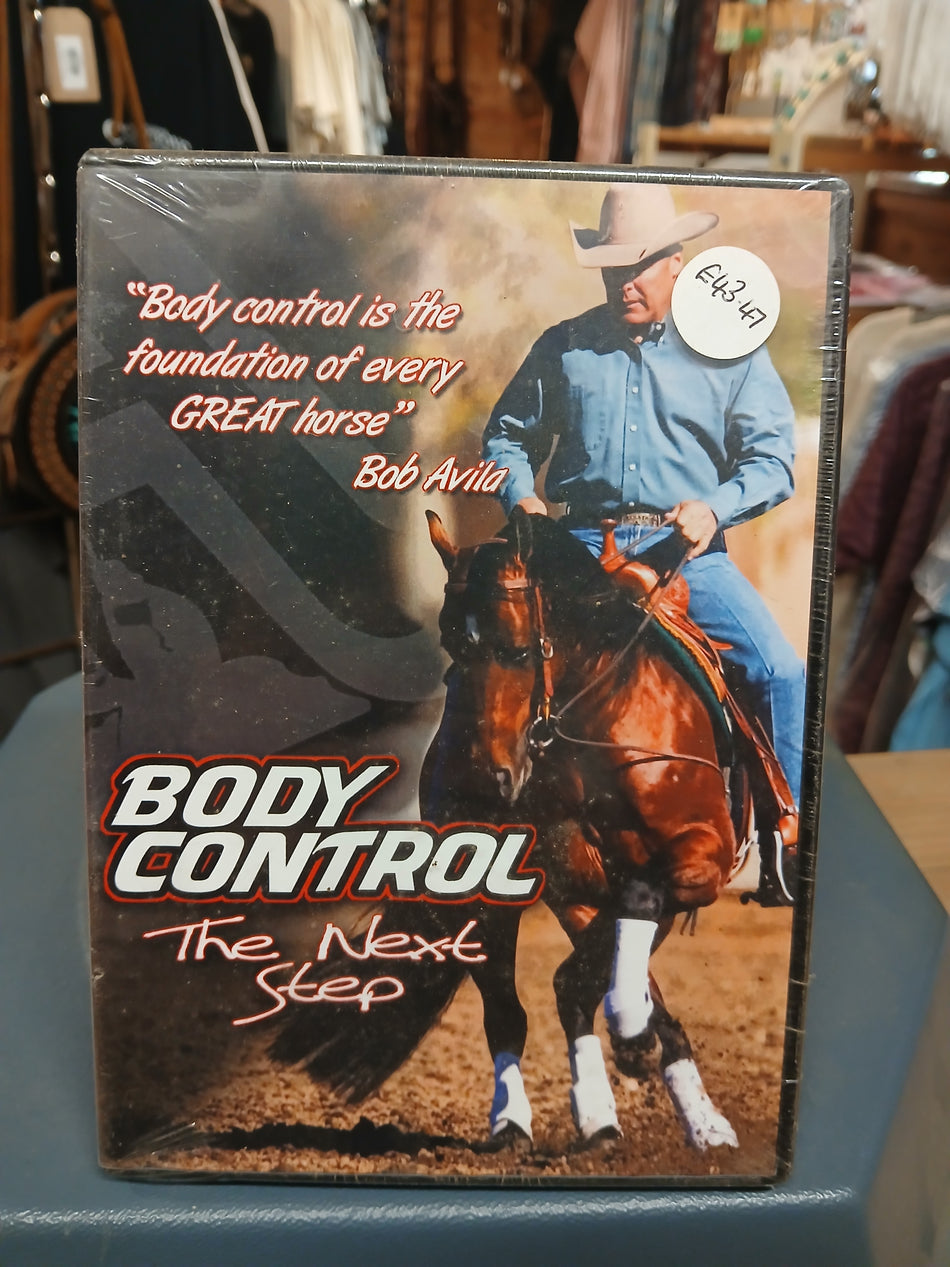 “Body control is the
foundation of every
GREAT horse”
Bob Avila
£43.47
BODY
CONTROL
The Next
Step